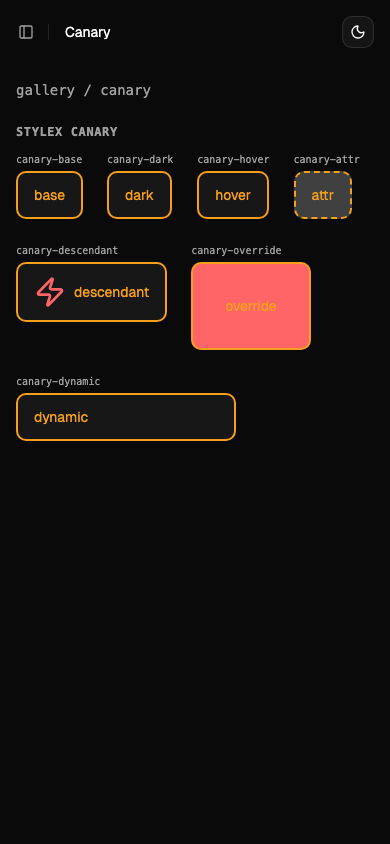 Canary
gallery / canary
STYLEX CANARY
canary-base canary-dark canary-hover canary-attr
base dark hover attr
canary-descendant canary-override
descendant override
canary-dynamic
dynamic